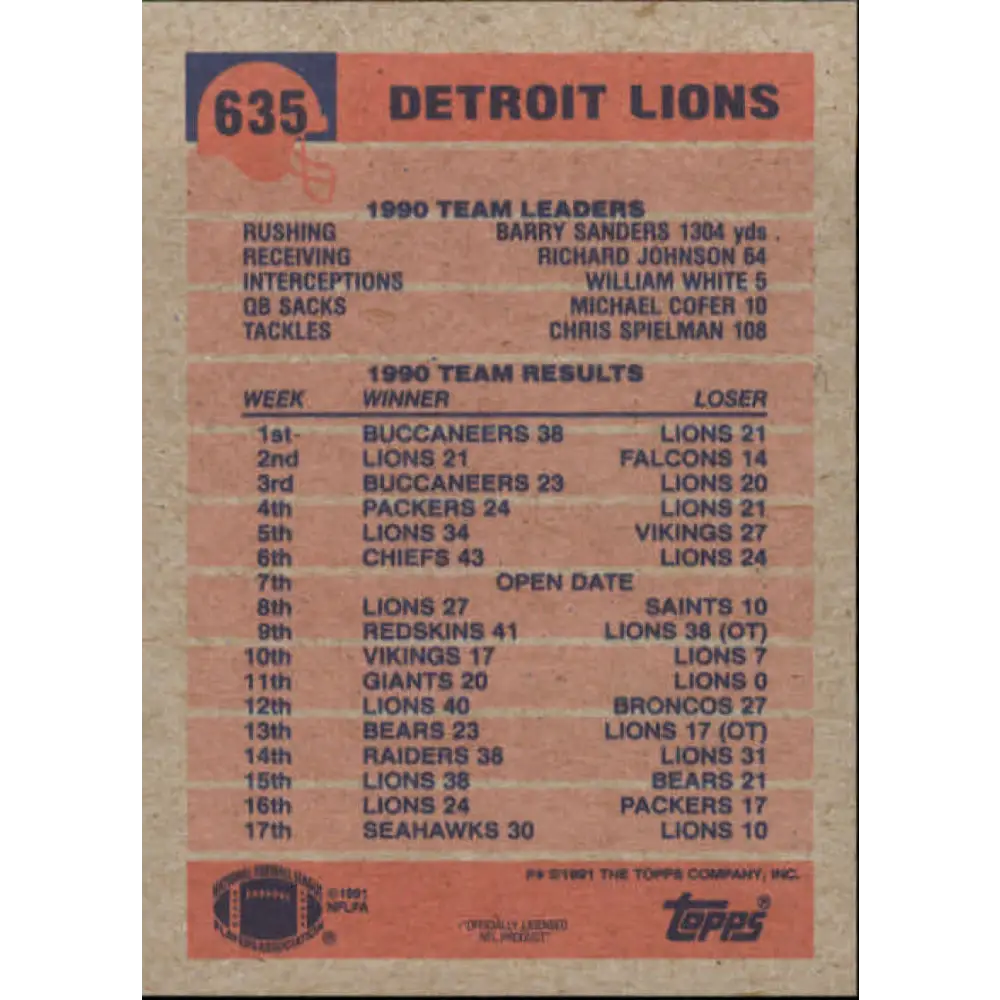 635 DETROIT LIONS
1990 TEAM LEADERS
RUSHING BARRY SANDERS 1304 yds.
RECEIVING RICHARD JOHNSON 64
INTERCEPTIONS WILLIAM WHITE 5
QB SACKS MICHAEL COFER 10
TACKLES CHRIS SPIELMAN 108
1990 TEAM RESULTS
WEEK WINNER LOSER
1st BUCCANEERS 38 LIONS 21
2nd LIONS 21 FALCONS 14
3rd BUCCANEERS 23 LIONS 20
4th PACKERS 24 LIONS 21
5th LIONS 34 VIKINGS 27
6th CHIEFS 43 LIONS 24
7th OPEN DATE
8th LIONS 27 SAINTS 10
9th REDSKINS 41 LIONS 38 (OT)
10th VIKINGS 17 LIONS 7
11th GIANTS 20 LIONS 0
12th LIONS 40 BRONCOS 27
13th BEARS 23 LIONS 17 (OT)
14th RAIDERS 38 LIONS 31
15th LIONS 38 BEARS 21
16th LIONS 24 PACKERS 17
17th SEAHAWKS 30 LIONS 10
©1991 THE TOPPS COMPANY, INC.
NATIONAL FOOTBALL LEAGUE
PLAYERS ASSOCIATION ®
©1991
NFLPA
"OFFICIALLY LICENSED
NFL PRODUCT"
topps®